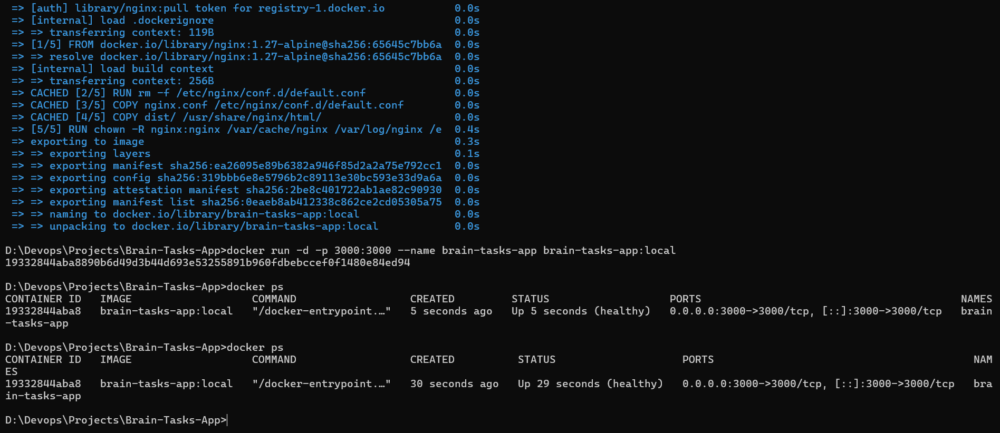 => [auth] library/nginx:pull token for registry-1.docker.io 0.0s
=> [internal] load .dockerignore 0.0s
=> => transferring context: 119B 0.0s
=> [1/5] FROM docker.io/library/nginx:1.27-alpine@sha256:65645c7bb6a 0.0s
=> => resolve docker.io/library/nginx:1.27-alpine@sha256:65645c7bb6a 0.0s
=> [internal] load build context 0.0s
=> => transferring context: 256B 0.0s
=> CACHED [2/5] RUN rm -f /etc/nginx/conf.d/default.conf 0.0s
=> CACHED [3/5] COPY nginx.conf /etc/nginx/conf.d/default.conf 0.0s
=> CACHED [4/5] COPY dist/ /usr/share/nginx/html/ 0.0s
=> [5/5] RUN chown -R nginx:nginx /var/cache/nginx /var/log/nginx /e 0.4s
=> exporting to image 0.3s
=> => exporting layers 0.1s
=> => exporting manifest sha256:ea26095e89b6382a946f85d2a2a75e792cc1 0.0s
=> => exporting config sha256:319bbb6e8e5796b2c89113e30bc593e33d9a6a 0.0s
=> => exporting attestation manifest sha256:2be8c401722ab1ae82c90930 0.0s
=> => exporting manifest list sha256:0eaeb8ab412338c862ce2cd05305a75 0.0s
=> => naming to docker.io/library/brain-tasks-app:local 0.0s
=> => unpacking to docker.io/library/brain-tasks-app:local 0.0s
D:\Devops\Projects\Brain-Tasks-App>docker run -d -p 3000:3000 --name brain-tasks-app brain-tasks-app:local
19332844aba8890b6d49d3b44d693e53255891b960fdbebccef0f1480e84ed94
D:\Devops\Projects\Brain-Tasks-App>docker ps
CONTAINER ID IMAGE COMMAND CREATED STATUS PORTS NAMES
19332844aba8 brain-tasks-app:local "/docker-entrypoint.…" 5 seconds ago Up 5 seconds (healthy) 0.0.0.0:3000->3000/tcp, [::]:3000->3000/tcp brain
-tasks-app
D:\Devops\Projects\Brain-Tasks-App>docker ps
CONTAINER ID IMAGE COMMAND CREATED STATUS PORTS NAM
ES
19332844aba8 brain-tasks-app:local "/docker-entrypoint.…" 30 seconds ago Up 29 seconds (healthy) 0.0.0.0:3000->3000/tcp, [::]:3000->3000/tcp bra
in-tasks-app
D:\Devops\Projects\Brain-Tasks-App>